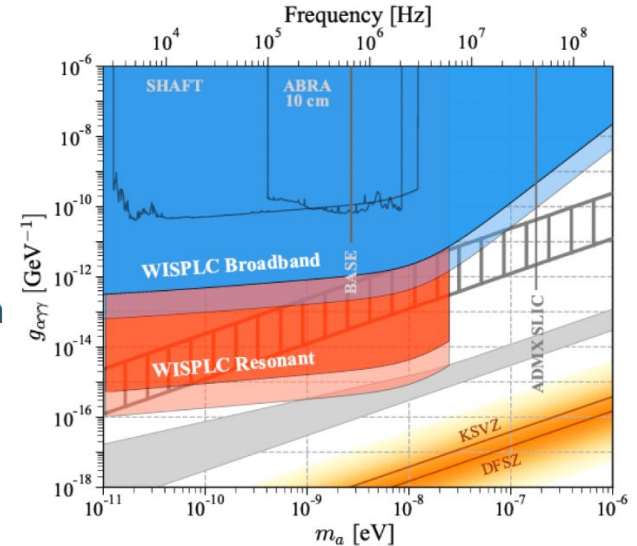 Frequency [Hz]
10^4 10^5 10^6 10^7 10^8
10^-6
10^-8
10^-10
10^-12
10^-14
10^-16
10^-18
g_αγγ [GeV^-1]
SHAFT
ABRA
10 cm
WISPLC Broadband
BASE
WISPLC Resonant
ADMX SLIC
KSVZ
DFSZ
10^-11 10^-10 10^-9 10^-8 10^-7 10^-6
m_a [eV]